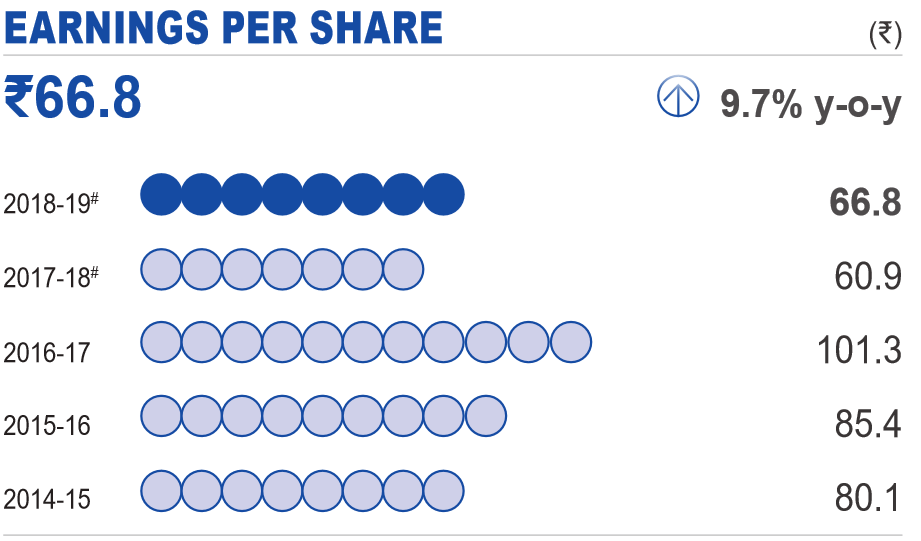 EARNINGS PER SHARE (₹)
₹66.8 9.7% y-o-y
2018-19# 66.8
2017-18# 60.9
2016-17 101.3
2015-16 85.4
2014-15 80.1